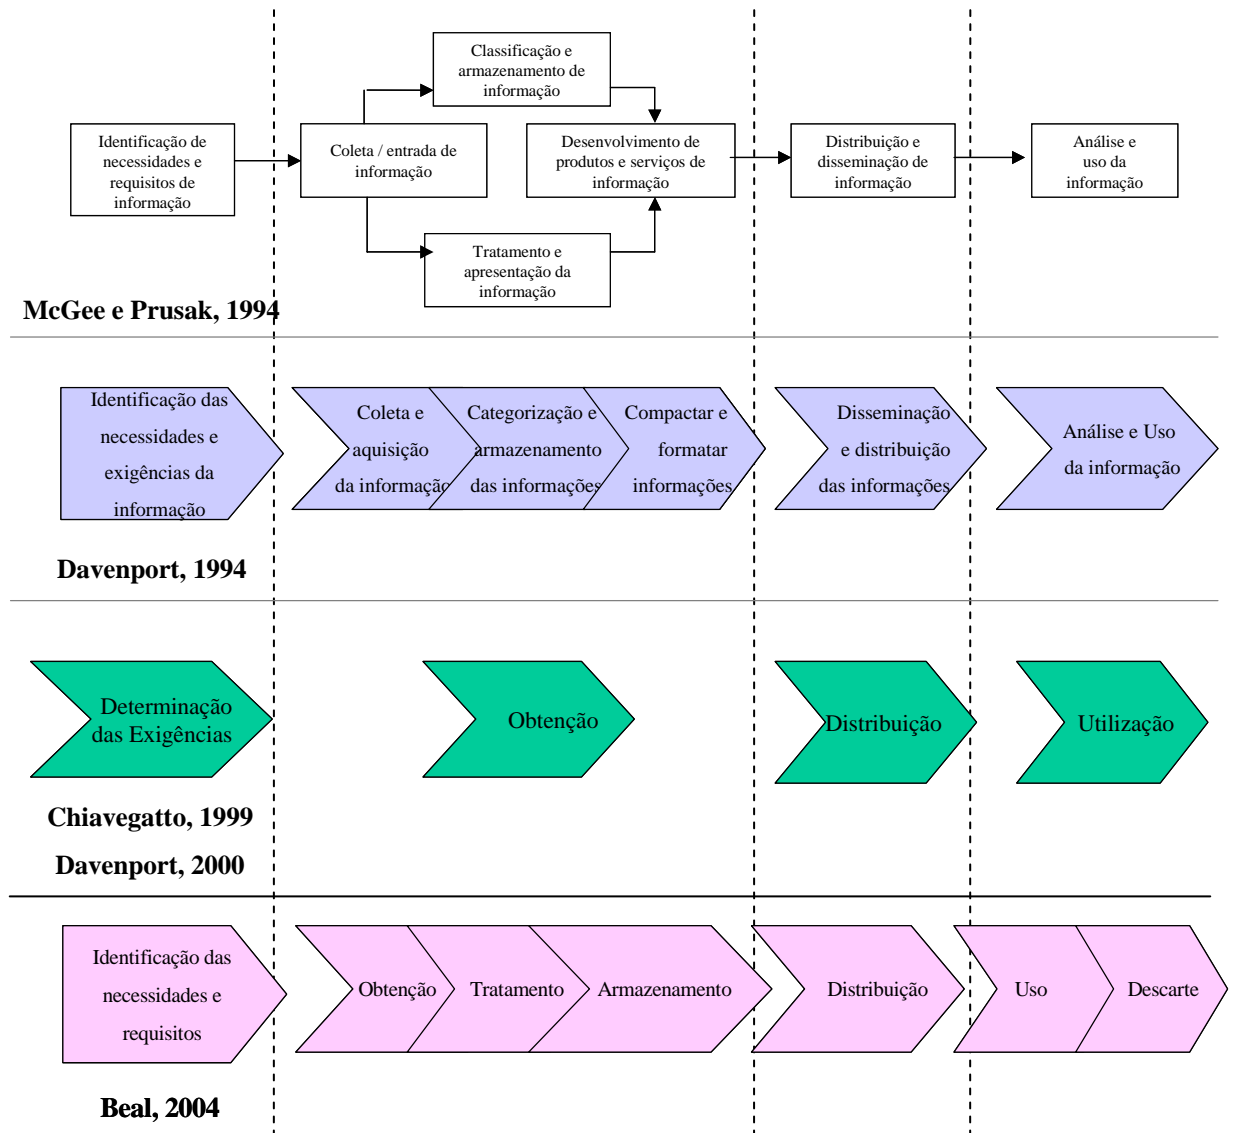 Classificação e
armazenamento de
informação
Identificação de
necessidades e
requisitos de
informação
Coleta / entrada de
informação
Desenvolvimento de
produtos e serviços de
informação
Distribuição e
disseminação de
informação
Análise e
uso da
informação
Tratamento e
apresentação da
informação
McGee e Prusak, 1994
Identificação das
necessidades e
exigências da
informação
Coleta e
aquisição
da informação
Categorização e
armazenamento
das informações
Compactar e
formatar
informações
Disseminação
e distribuição
das informações
Análise e Uso
da informação
Davenport, 1994
Determinação
das Exigências
Obtenção
Distribuição
Utilização
Chiavegatto, 1999
Davenport, 2000
Identificação das
necessidades e
requisitos
Obtenção
Tratamento
Armazenamento
Distribuição
Uso
Descarte
Beal, 2004